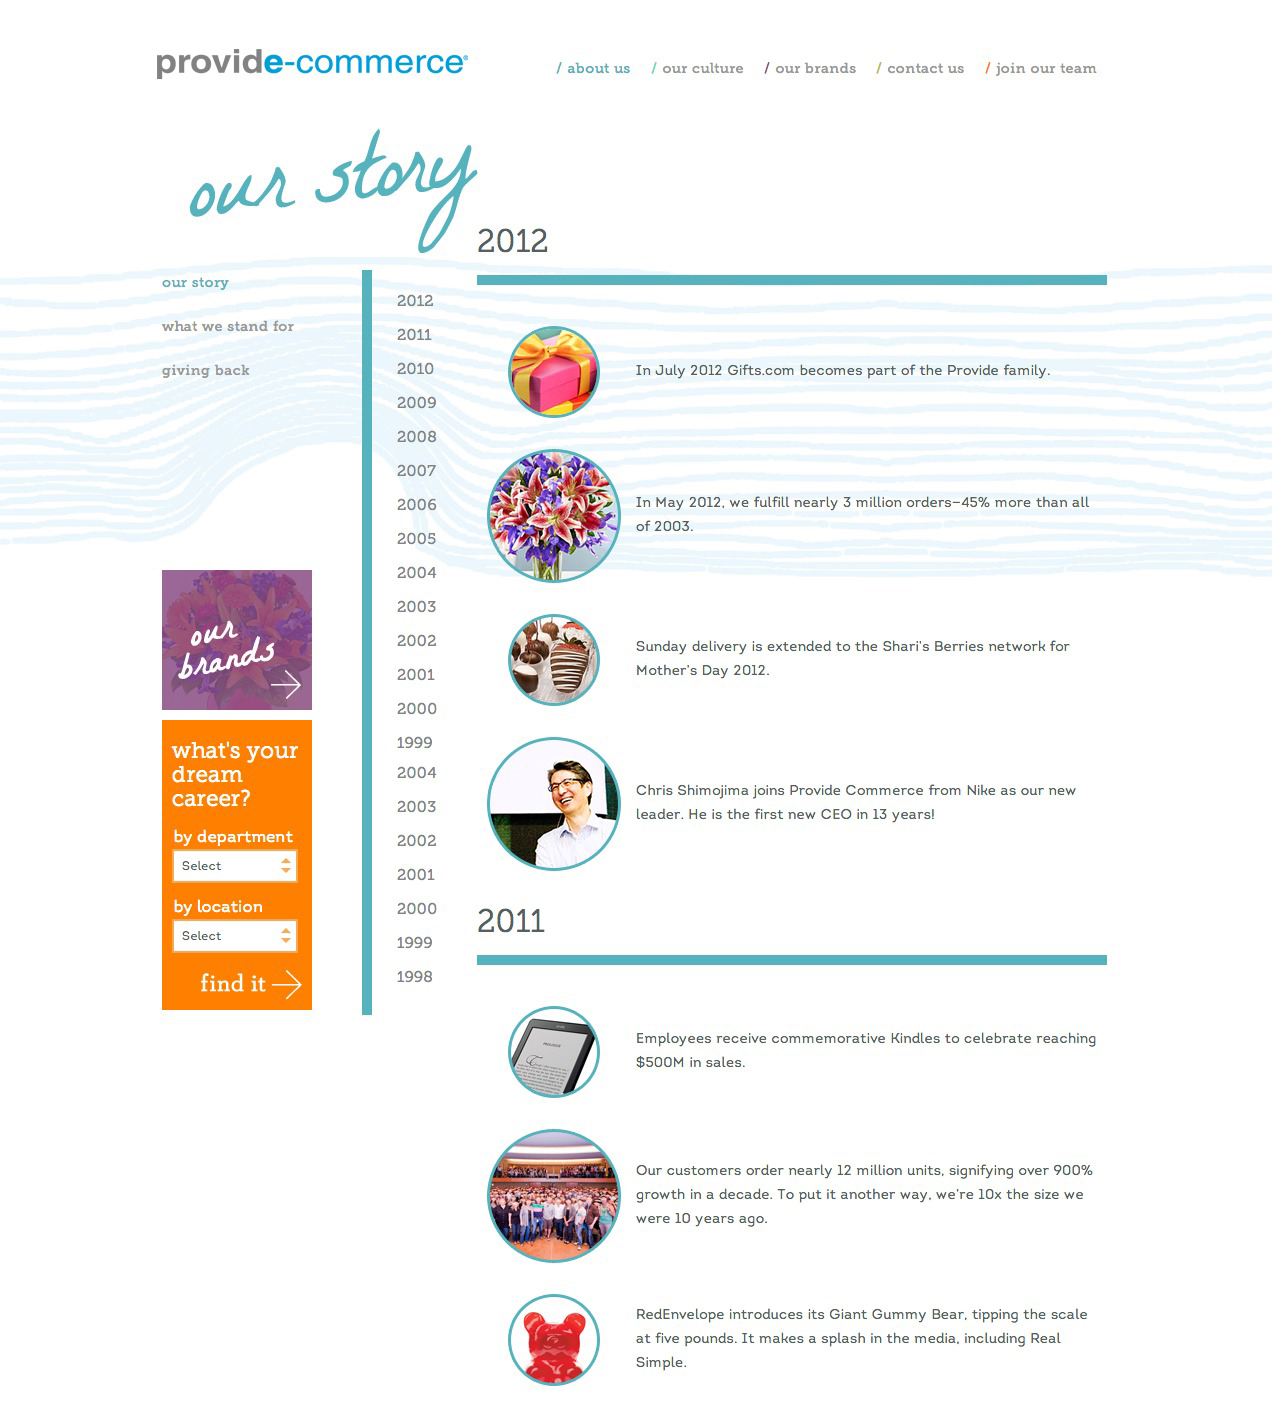 provide-commerce®
/ about us / our culture / our brands / contact us / join our team
our story
our story
what we stand for
giving back
our
brands
what's your
dream
career?
by department
Select
by location
Select
find it
2012
2011
2010
2009
2008
2007
2006
2005
2004
2003
2002
2001
2000
1999
2004
2003
2002
2001
2000
1999
1998
2012
In July 2012 Gifts.com becomes part of the Provide family.
In May 2012, we fulfill nearly 3 million orders—45% more than all
of 2003.
Sunday delivery is extended to the Shari's Berries network for
Mother's Day 2012.
Chris Shimojima joins Provide Commerce from Nike as our new
leader. He is the first new CEO in 13 years!
2011
Employees receive commemorative Kindles to celebrate reaching
$500M in sales.
Our customers order nearly 12 million units, signifying over 900%
growth in a decade. To put it another way, we're 10x the size we
were 10 years ago.
RedEnvelope introduces its Giant Gummy Bear, tipping the scale
at five pounds. It makes a splash in the media, including Real
Simple.